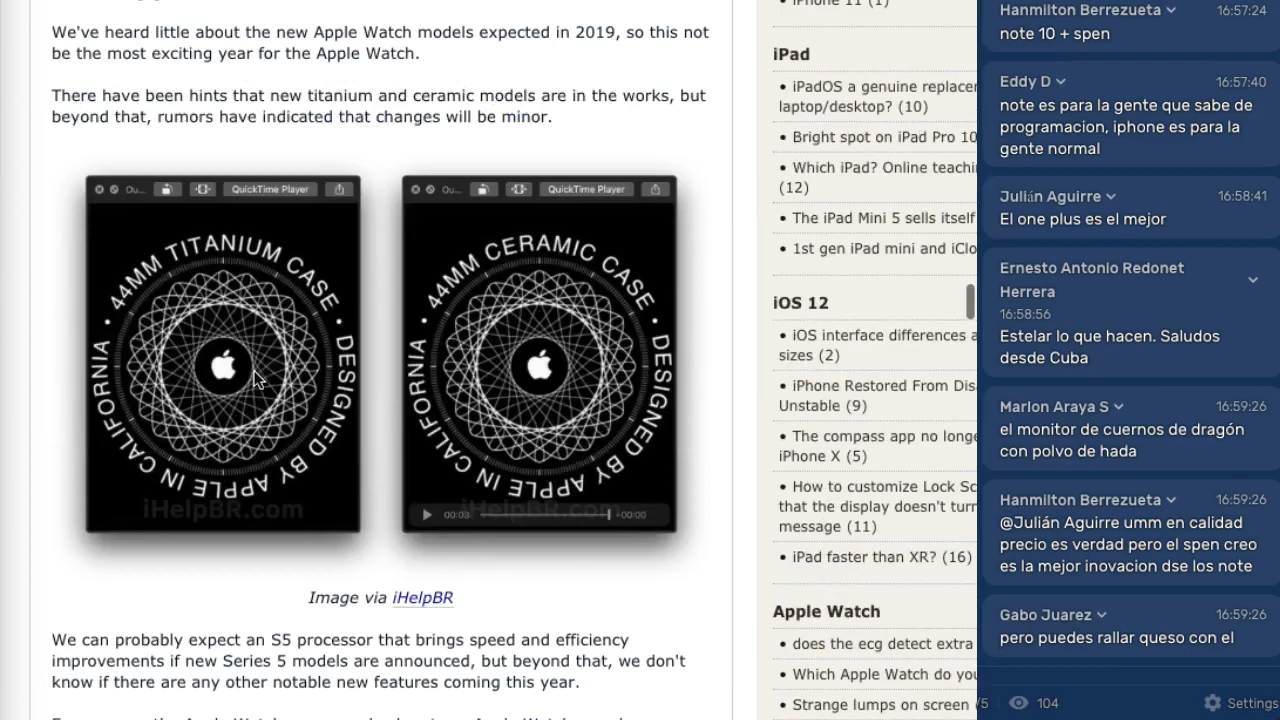 We've heard little about the new Apple Watch models expected in 2019, so this not
be the most exciting year for the Apple Watch.
There have been hints that new titanium and ceramic models are in the works, but
beyond that, rumors have indicated that changes will be minor.
Ou...
QuickTime Player
44MM TITANIUM CASE • DESIGNED BY APPLE IN CALIFORNIA •
iHelpBR.com
Ou...
QuickTime Player
44MM CERAMIC CASE • DESIGNED BY APPLE IN CALIFORNIA •
iHelpBR.com
00:03
-00:00
Image via iHelpBR
We can probably expect an S5 processor that brings speed and efficiency
improvements if new Series 5 models are announced, but beyond that, we don't
know if there are any other notable new features coming this year.
iPhone 11 (1)
iPad
• iPadOS a genuine replacem
laptop/desktop? (10)
• Bright spot on iPad Pro 10
• Which iPad? Online teachi
(12)
• The iPad Mini 5 sells itself
• 1st gen iPad mini and iClo
iOS 12
• iOS interface differences a
sizes (2)
• iPhone Restored From Dis
Unstable (9)
• The compass app no longe
iPhone X (5)
• How to customize Lock Sc
that the display doesn't turn
message (11)
• iPad faster than XR? (16)
Apple Watch
• does the ecg detect extra
• Which Apple Watch do you
• Strange lumps on screen
Hanmilton Berrezueta 16:57:24
note 10 + spen
Eddy D 16:57:40
note es para la gente que sabe de
programacion, iphone es para la
gente normal
Julián Aguirre 16:58:41
El one plus es el mejor
Ernesto Antonio Redonet
Herrera
16:58:56
Estelar lo que hacen. Saludos
desde Cuba
Marlon Araya S 16:59:26
el monitor de cuernos de dragón
con polvo de hada
Hanmilton Berrezueta 16:59:26
@Julián Aguirre umm en calidad
precio es verdad pero el spen creo
es la mejor inovacion dse los note
Gabo Juarez 16:59:26
pero puedes rallar queso con el
/5 104 Settings